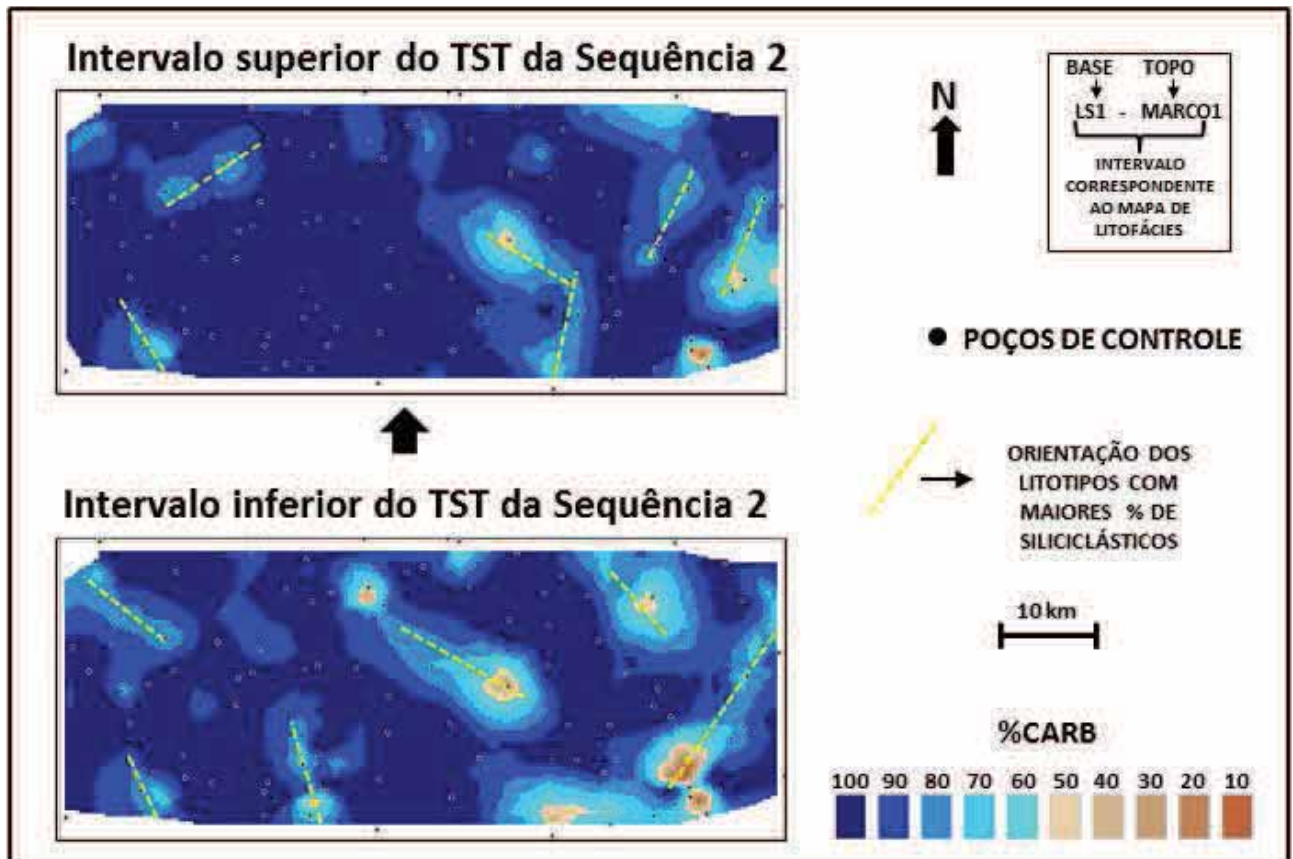 Intervalo superior do TST da Sequência 2
N
BASE TOPO
LS1 - MARCO1
INTERVALO
CORRESPONDENTE
AO MAPA DE
LITOFÁCIES
POÇOS DE CONTROLE
Intervalo inferior do TST da Sequência 2
ORIENTAÇÃO DOS
LITOTIPOS COM
MAIORES % DE
SILICICLÁSTICOS
10 km
%CARB
100 90 80 70 60 50 40 30 20 10